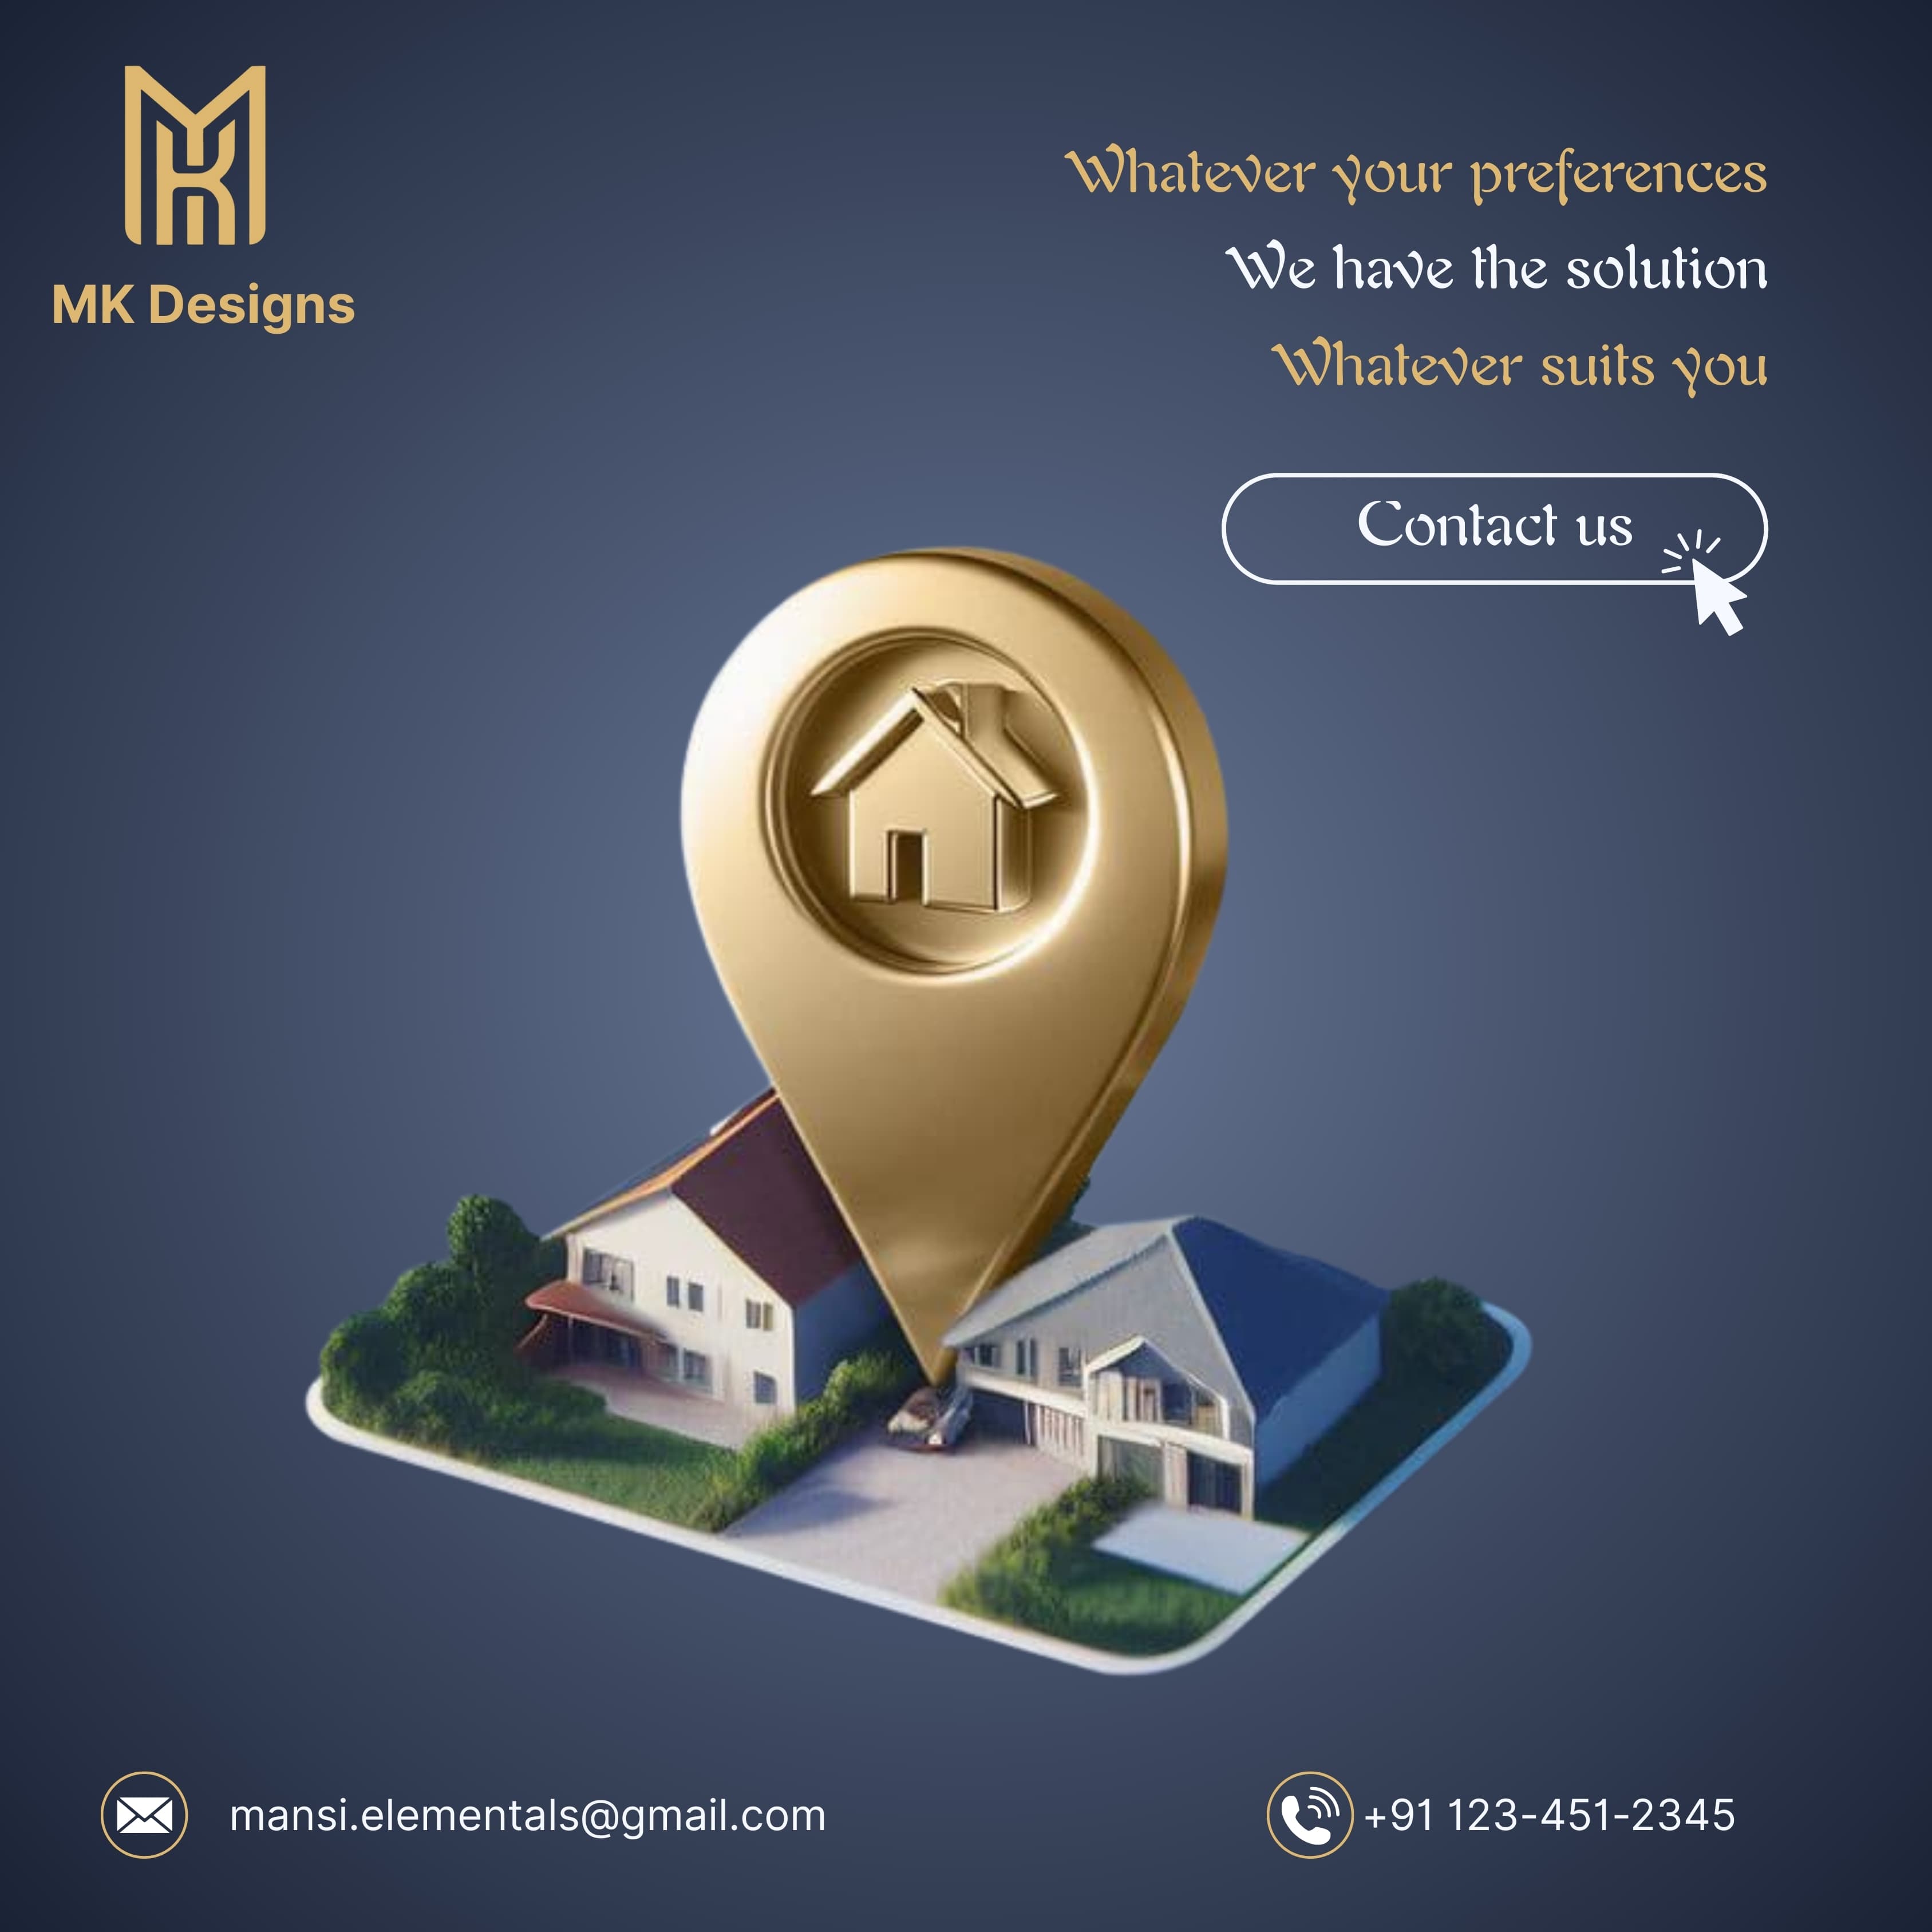 MK
MK Designs
Whatever your preferences
We have the solution
Whatever suits you
Contact us
mansi.elementals@gmail.com
+91 123-451-2345